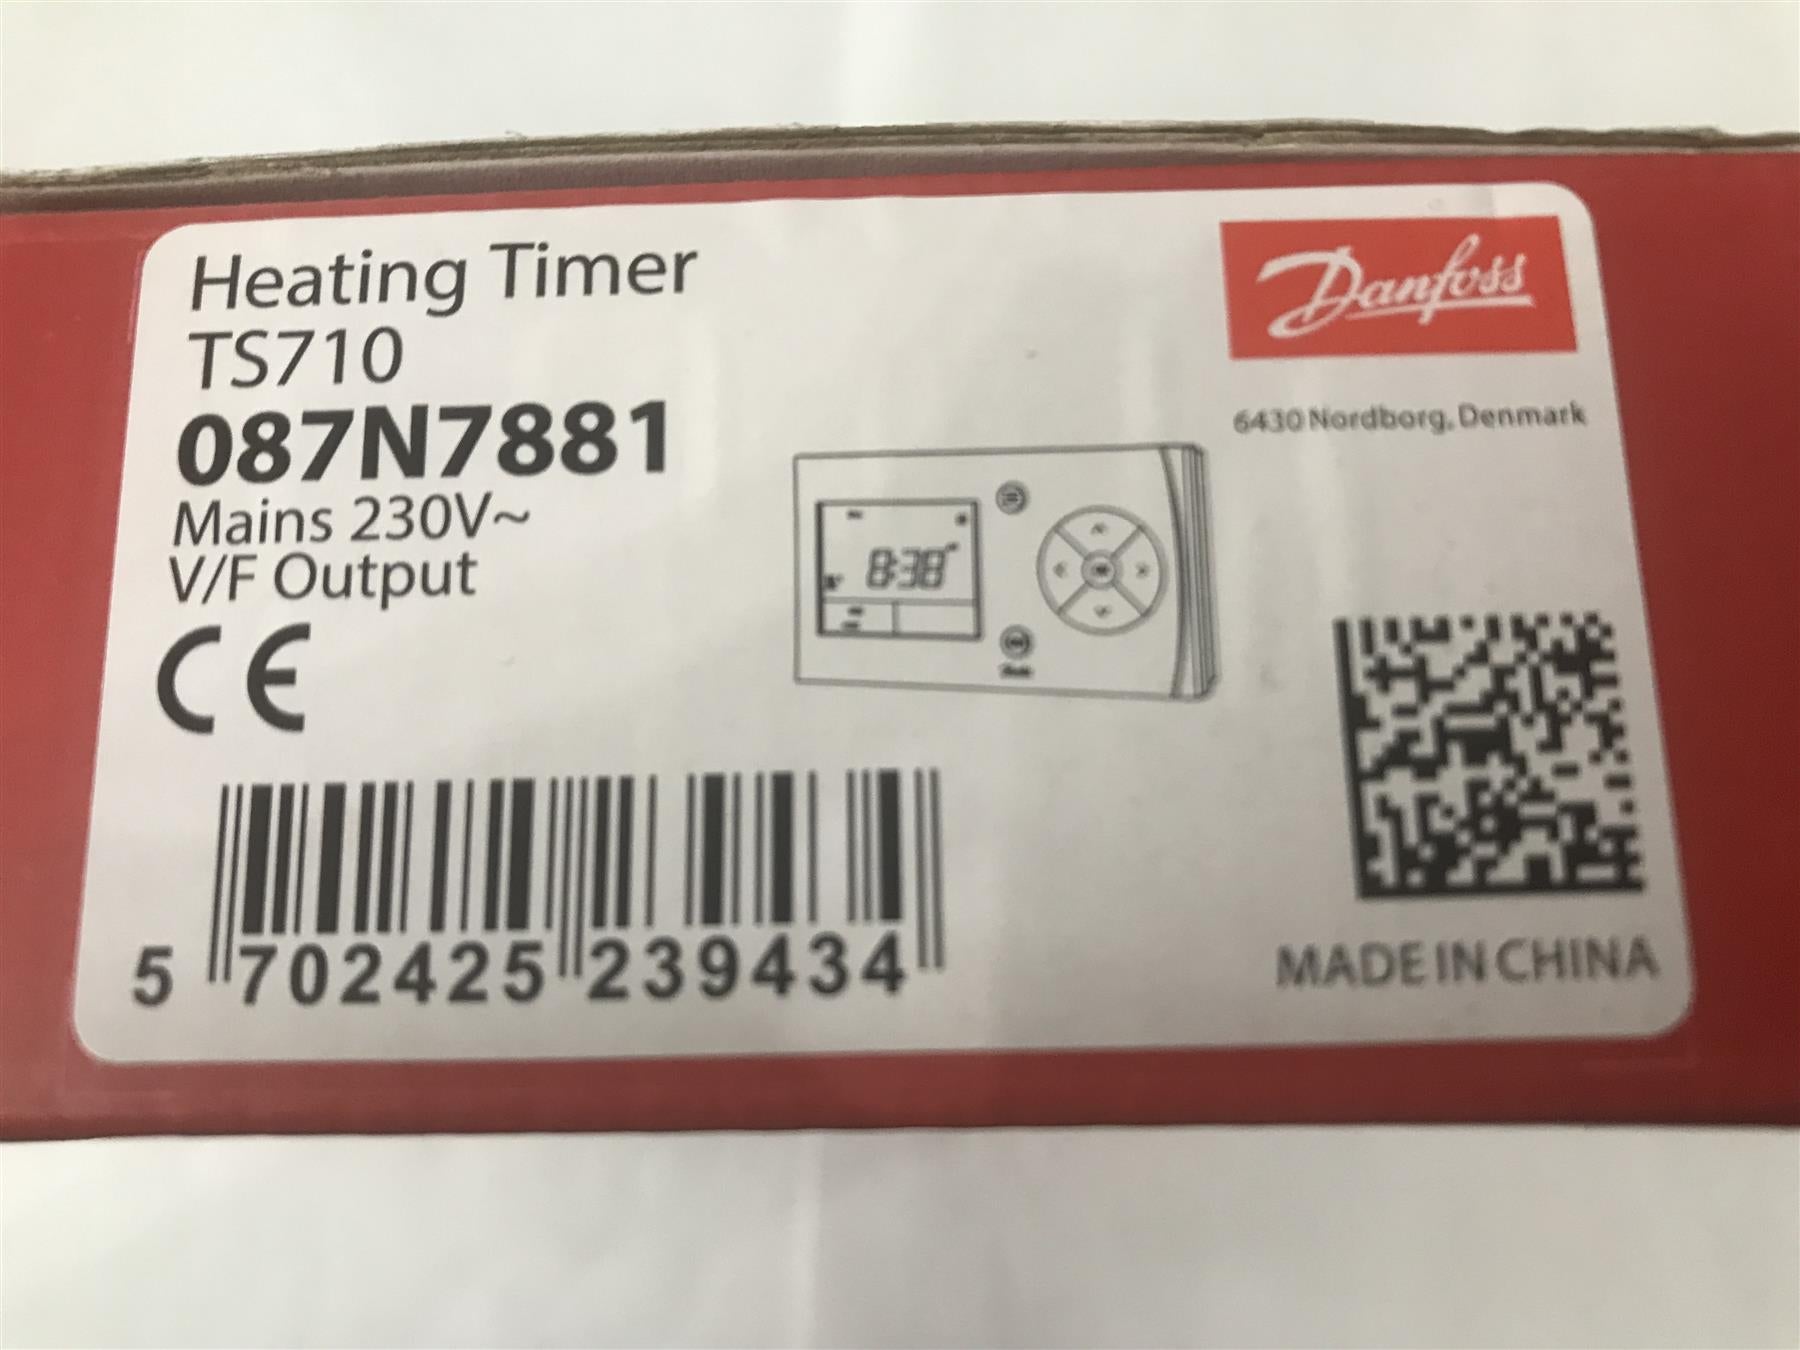 Heating Timer
TS710
087N7881
Mains 230V~
V/F Output
CE
Danfoss
6430 Nordborg, Denmark
8:38
5 702425 239434
MADE IN CHINA